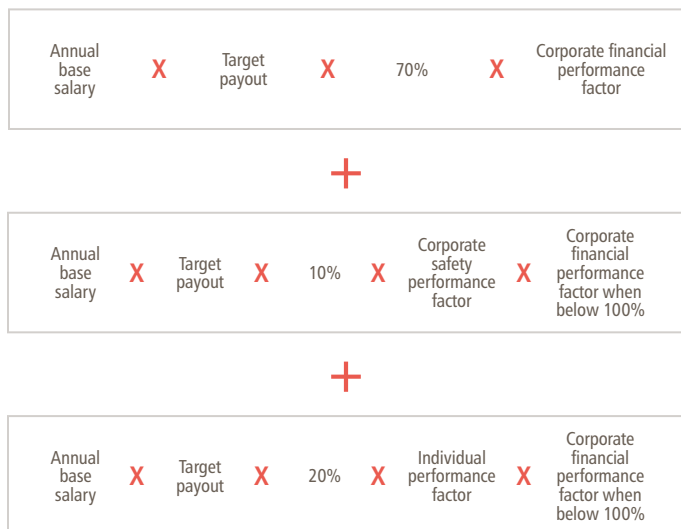 Annual
base
salary
X
Target
payout
X
70%
X
Corporate financial
performance
factor
+
Annual
base
salary
X
Target
payout
X
10%
X
Corporate
safety
performance
factor
X
Corporate
financial
performance
factor when
below 100%
+
Annual
base
salary
X
Target
payout
X
20%
X
Individual
performance
factor
X
Corporate
financial
performance
factor when
below 100%